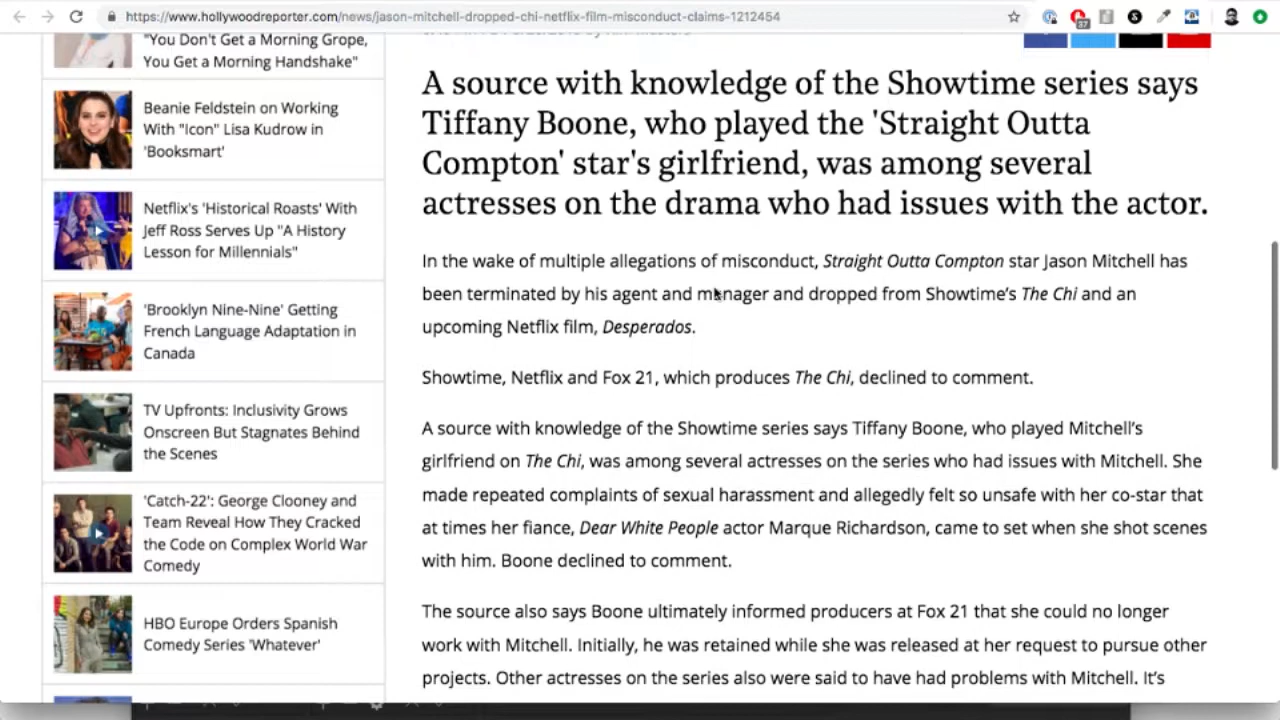 https://www.hollywoodreporter.com/news/jason-mitchell-dropped-chi-netflix-film-misconduct-claims-1212454
37
"You Don't Get a Morning Grope,
You Get a Morning Handshake"
Beanie Feldstein on Working
With "Icon" Lisa Kudrow in
'Booksmart'
Netflix's 'Historical Roasts' With
Jeff Ross Serves Up "A History
Lesson for Millennials"
'Brooklyn Nine-Nine' Getting
French Language Adaptation in
Canada
TV Upfronts: Inclusivity Grows
Onscreen But Stagnates Behind
the Scenes
'Catch-22': George Clooney and
Team Reveal How They Cracked
the Code on Complex World War
Comedy
HBO Europe Orders Spanish
Comedy Series 'Whatever'
A source with knowledge of the Showtime series says
Tiffany Boone, who played the 'Straight Outta
Compton' star's girlfriend, was among several
actresses on the drama who had issues with the actor.
In the wake of multiple allegations of misconduct, Straight Outta Compton star Jason Mitchell has
been terminated by his agent and manager and dropped from Showtime's The Chi and an
upcoming Netflix film, Desperados.
Showtime, Netflix and Fox 21, which produces The Chi, declined to comment.
A source with knowledge of the Showtime series says Tiffany Boone, who played Mitchell's
girlfriend on The Chi, was among several actresses on the series who had issues with Mitchell. She
made repeated complaints of sexual harassment and allegedly felt so unsafe with her co-star that
at times her fiance, Dear White People actor Marque Richardson, came to set when she shot scenes
with him. Boone declined to comment.
The source also says Boone ultimately informed producers at Fox 21 that she could no longer
work with Mitchell. Initially, he was retained while she was released at her request to pursue other
projects. Other actresses on the series also were said to have had problems with Mitchell. It's